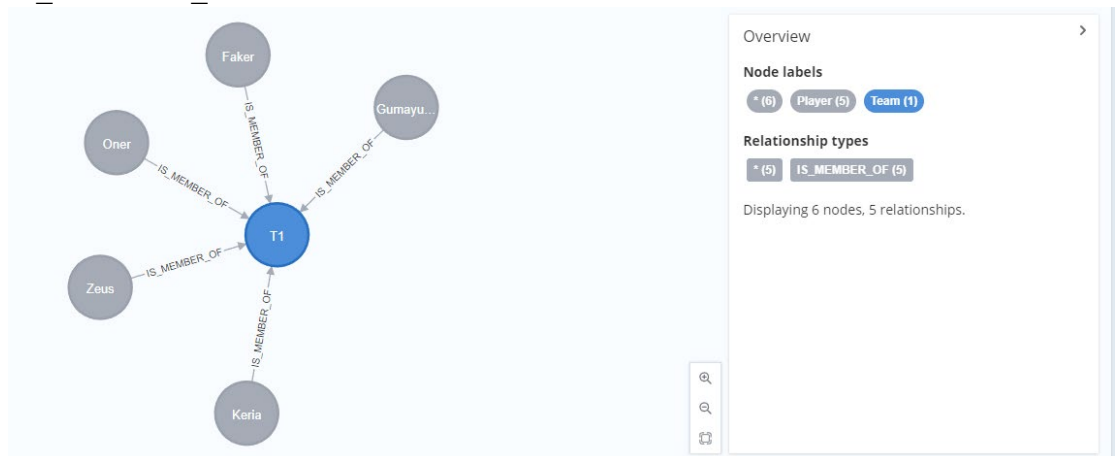 Faker
Gumayu...
Oner
IS_MEMBER_OF
IS_MEMBER_OF
IS_MEMBER_OF
T1
IS_MEMBER_OF
Zeus
IS_MEMBER_OF
Keria
Overview
Node labels
* (6) Player (5) Team (1)
Relationship types
* (5) IS_MEMBER_OF (5)
Displaying 6 nodes, 5 relationships.